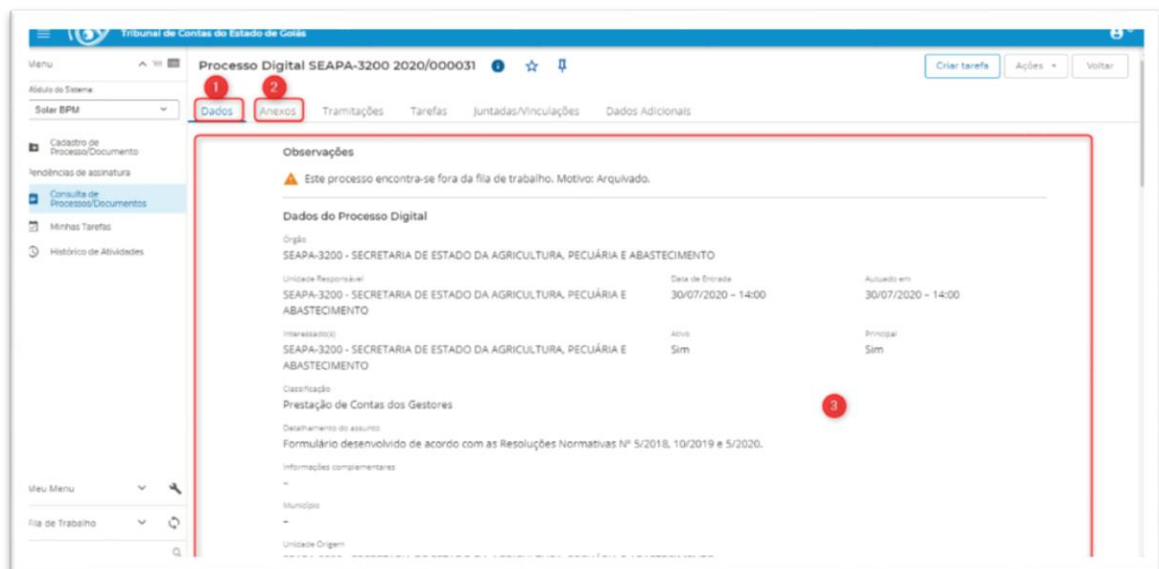 Tribunal de Contas do Estado de Goiás
Menu
Processo Digital SEAPA-3200 2020/000031
Criar tarefa
Ações
Voltar
Módulo do Sistema
1
2
Solar BPM
Dados
Anexos
Tramitações
Tarefas
Juntadas/Vinculações
Dados Adicionais
Cadastro de
Processo/Documento
Pendências de assinatura
Consulta de
Processos/Documentos
Minhas Tarefas
Histórico de Atividades
Observações
Este processo encontra-se fora da fila de trabalho. Motivo: Arquivado.
Dados do Processo Digital
Órgão
SEAPA-3200 - SECRETARIA DE ESTADO DA AGRICULTURA, PECUÁRIA E ABASTECIMENTO
Unidade Responsável
Data de Entrada
Autuado em
SEAPA-3200 - SECRETARIA DE ESTADO DA AGRICULTURA, PECUÁRIA E
30/07/2020 – 14:00
30/07/2020 – 14:00
ABASTECIMENTO
Interessado(s)
Ativo
Principal
SEAPA-3200 - SECRETARIA DE ESTADO DA AGRICULTURA, PECUÁRIA E
Sim
Sim
ABASTECIMENTO
Classificação
Prestação de Contas dos Gestores
3
Detalhamento do assunto
Formulário desenvolvido de acordo com as Resoluções Normativas Nº 5/2018, 10/2019 e 5/2020.
Informações complementares
–
Município
–
Unidade Origem
Meu Menu
Fila de Trabalho